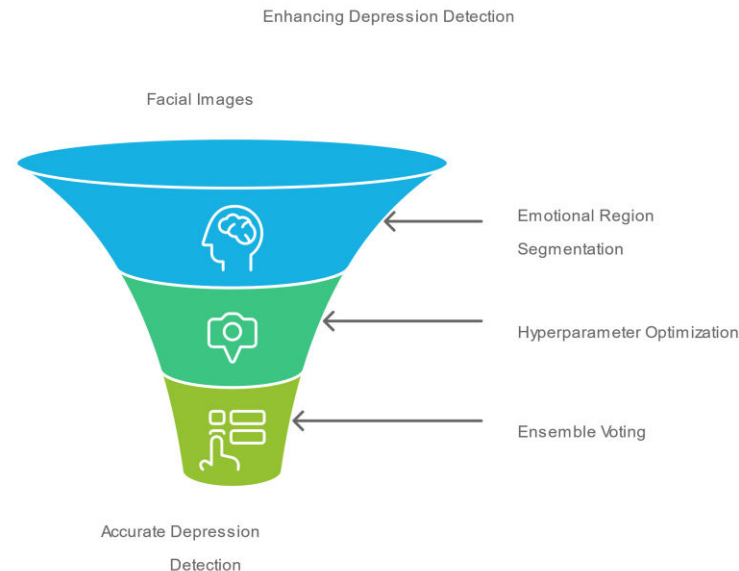 Enhancing Depression Detection
Facial Images
Emotional Region
Segmentation
Hyperparameter Optimization
Ensemble Voting
Accurate Depression
Detection